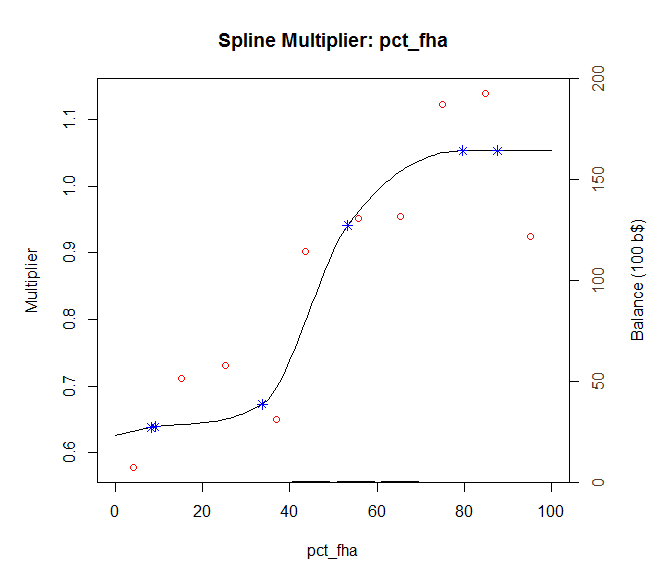 Spline Multiplier: pct_fha
Multiplier
0.6 0.7 0.8 0.9 1.0 1.1
0 50 100 150 200
Balance (100 b$)
0 20 40 60 80 100
pct_fha